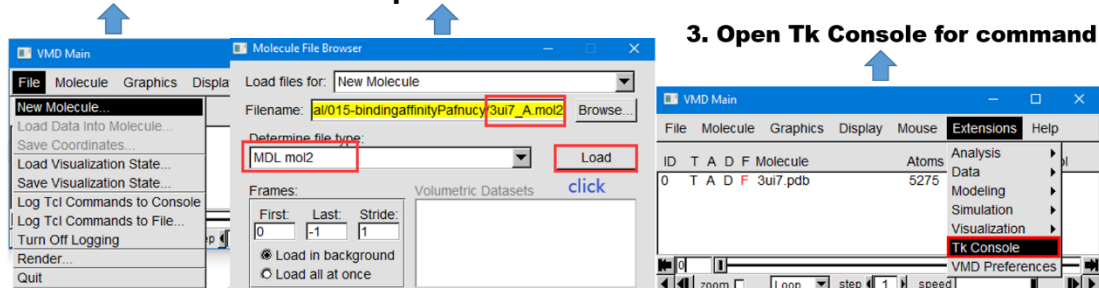 3. Open Tk Console for command
VMD Main
File Molecule Graphics Displa
New Molecule...
Load Data Into Molecule...
Save Coordinates...
Load Visualization State...
Save Visualization State...
Log Tcl Commands to Console
Log Tcl Commands to File...
Turn Off Logging
Render...
Quit
Molecule File Browser
Load files for: New Molecule
Filename: al/015-bindingaffinityPafnucy/3ui7_A.mol2 Browse...
Determine file type:
MDL mol2 Load
click
Frames: Volumetric Datasets
First: Last: Stride:
0 -1 1
Load in background
Load all at once
VMD Main
File Molecule Graphics Display Mouse Extensions Help
ID T A D F Molecule Atoms
0 T A D F 3ui7.pdb 5275
Analysis
Data
Modeling
Simulation
Visualization
Tk Console
VMD Preferences
0
zoom Loop step 1 speed